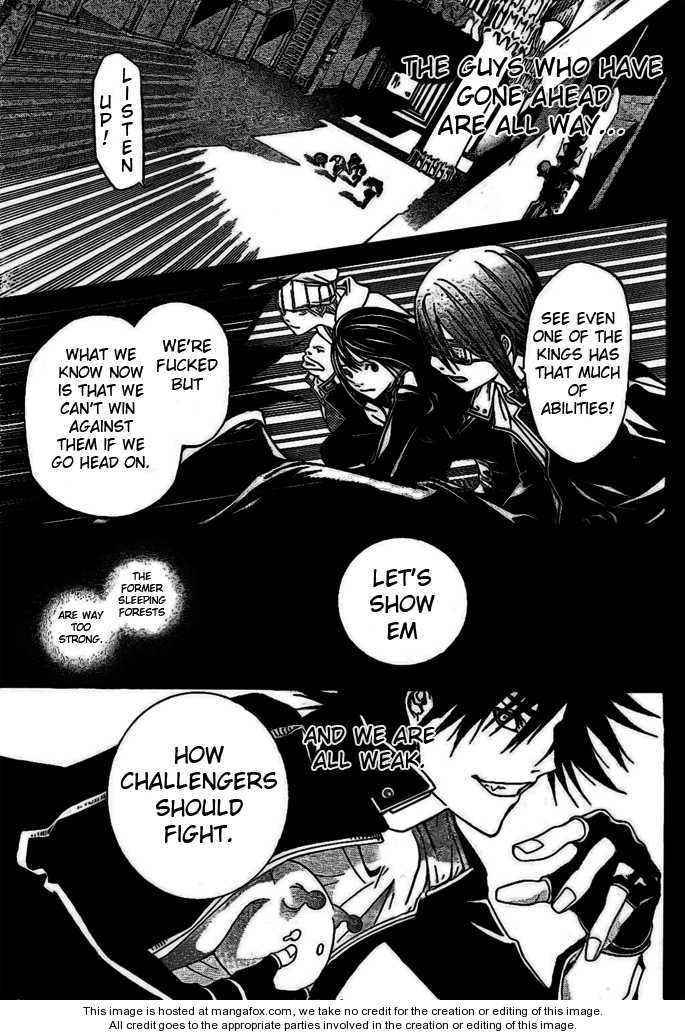 THE GUYS WHO HAVE
GONE AHEAD
ARE ALL WAY...
LISTEN
UP!
SEE EVEN
ONE OF THE
KINGS HAS
THAT MUCH
OF
ABILITIES!
WE'RE
FUCKED
BUT
WHAT WE
KNOW NOW
IS THAT WE
CAN'T WIN
AGAINST
THEM IF WE
GO HEAD ON.
LET'S
SHOW
EM
THE
FORMER
SLEEPING
FORESTS
ARE WAY
TOO
STRONG.
AND WE ARE
ALL WEAK.
HOW
CHALLENGERS
SHOULD
FIGHT.
This image is hosted at mangafox.com, we take no credit for the creation or editing of this image.
All credit goes to the appropriate parties involved in the creation or editing of this image.